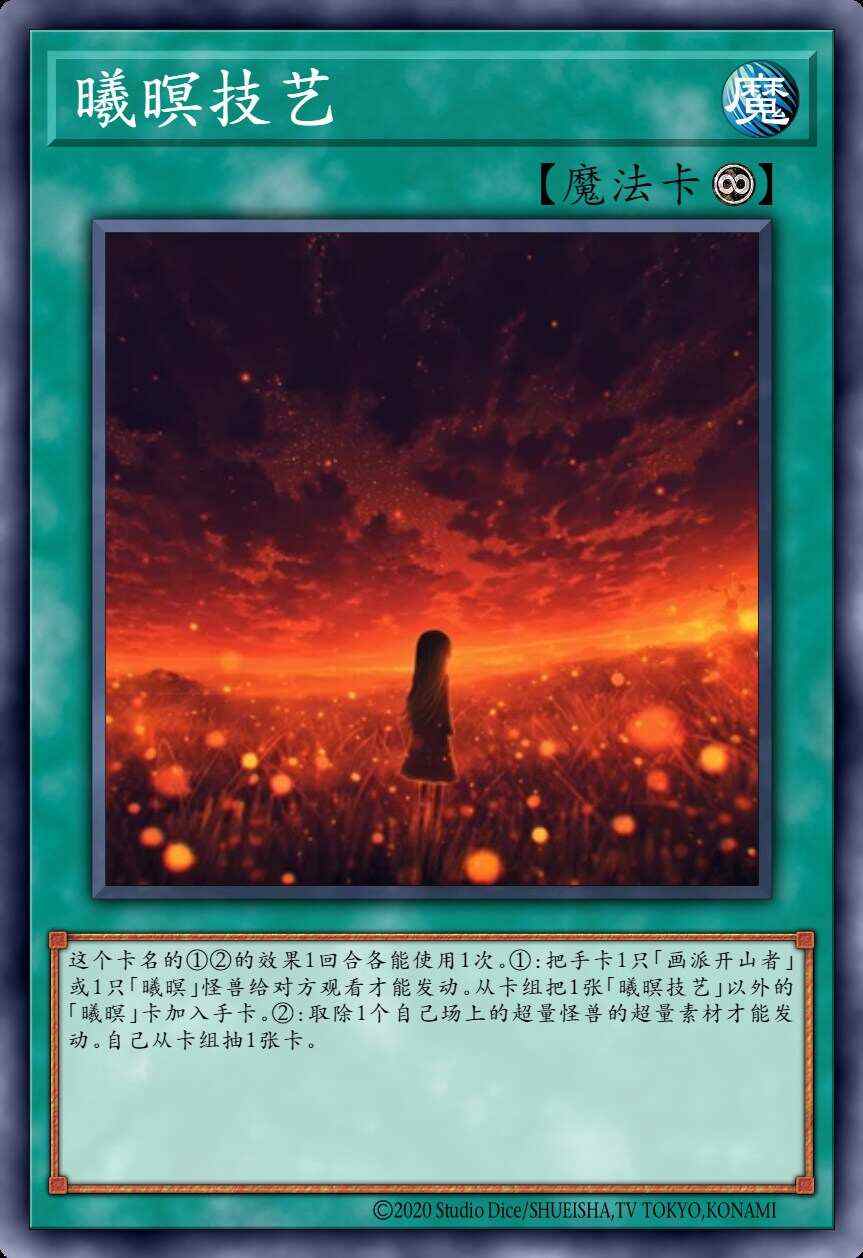 曦暝技艺
魔
【魔法卡♾】
这个卡名的①②的效果1回合各能使用1次。①:把手卡1只「画派开山者」
或1只「曦暝」怪兽给对方观看才能发动。从卡组把1张「曦暝技艺」以外的
「曦暝」卡加入手卡。②:取除1个自己场上的超量怪兽的超量素材才能发
动。自己从卡组抽1张卡。
©2020 Studio Dice/SHUEISHA,TV TOKYO,KONAMI